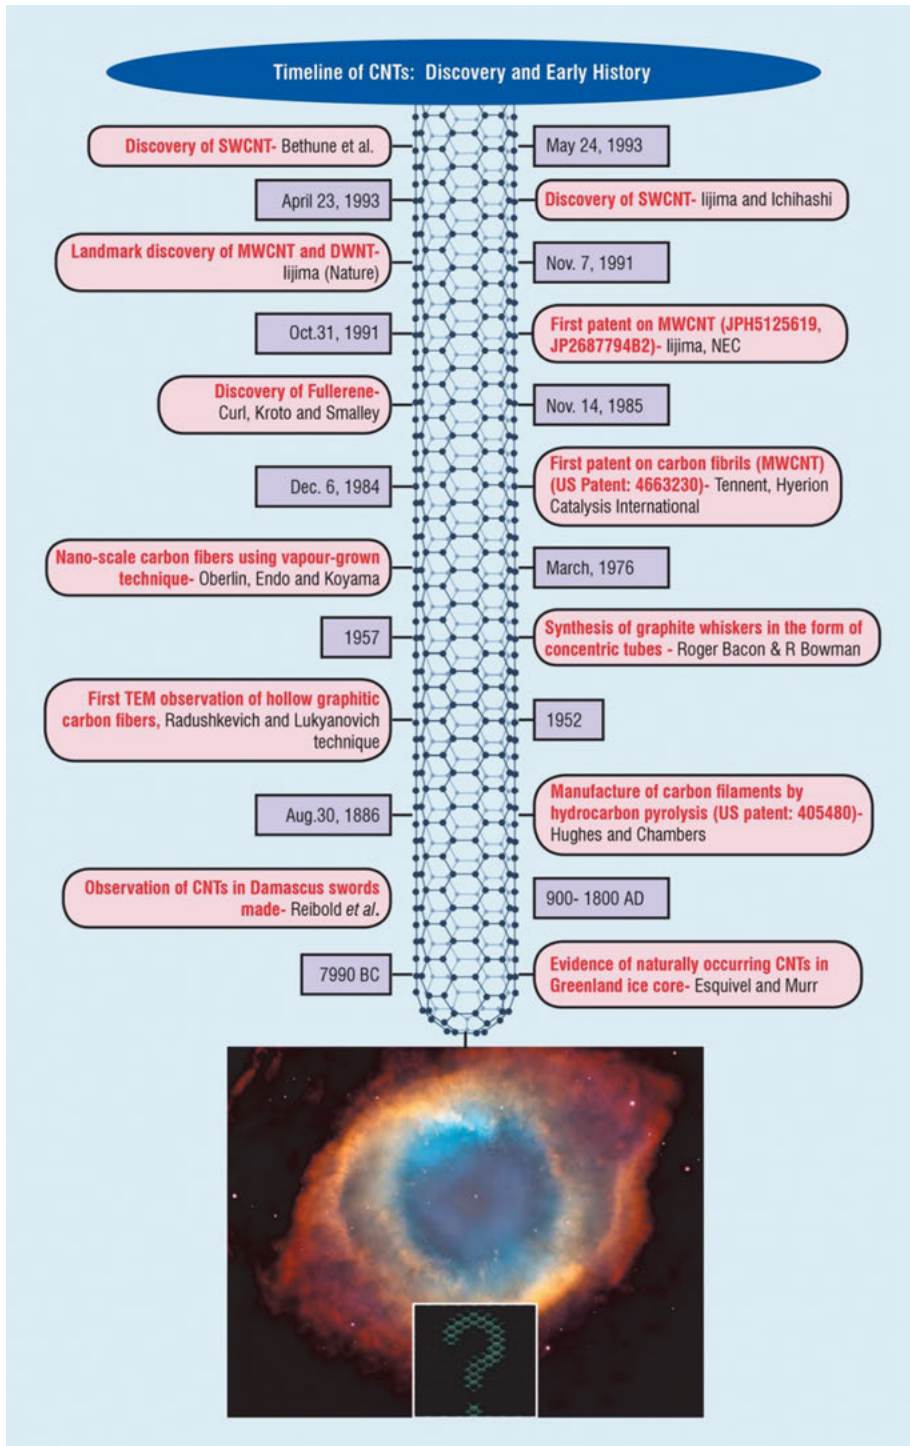 Timeline of CNTs: Discovery and Early History
Discovery of SWCNT- Bethune et al.
May 24, 1993
April 23, 1993
Discovery of SWCNT- Iijima and Ichihashi
Landmark discovery of MWCNT and DWNT-
Iijima (Nature)
Nov. 7, 1991
Oct.31, 1991
First patent on MWCNT (JPH5125619,
JP2687794B2)- Iijima, NEC
Discovery of Fullerene-
Curl, Kroto and Smalley
Nov. 14, 1985
Dec. 6, 1984
First patent on carbon fibrils (MWCNT)
(US Patent: 4663230)- Tennent, Hyerion
Catalysis International
Nano-scale carbon fibers using vapour-grown
technique- Oberlin, Endo and Koyama
March, 1976
1957
Synthesis of graphite whiskers in the form of
concentric tubes - Roger Bacon & R Bowman
First TEM observation of hollow graphitic
carbon fibers, Radushkevich and Lukyanovich
technique
1952
Aug.30, 1886
Manufacture of carbon filaments by
hydrocarbon pyrolysis (US patent: 405480)-
Hughes and Chambers
Observation of CNTs in Damascus swords
made- Reibold et al.
900- 1800 AD
7990 BC
Evidence of naturally occurring CNTs in
Greenland ice core- Esquivel and Murr
?